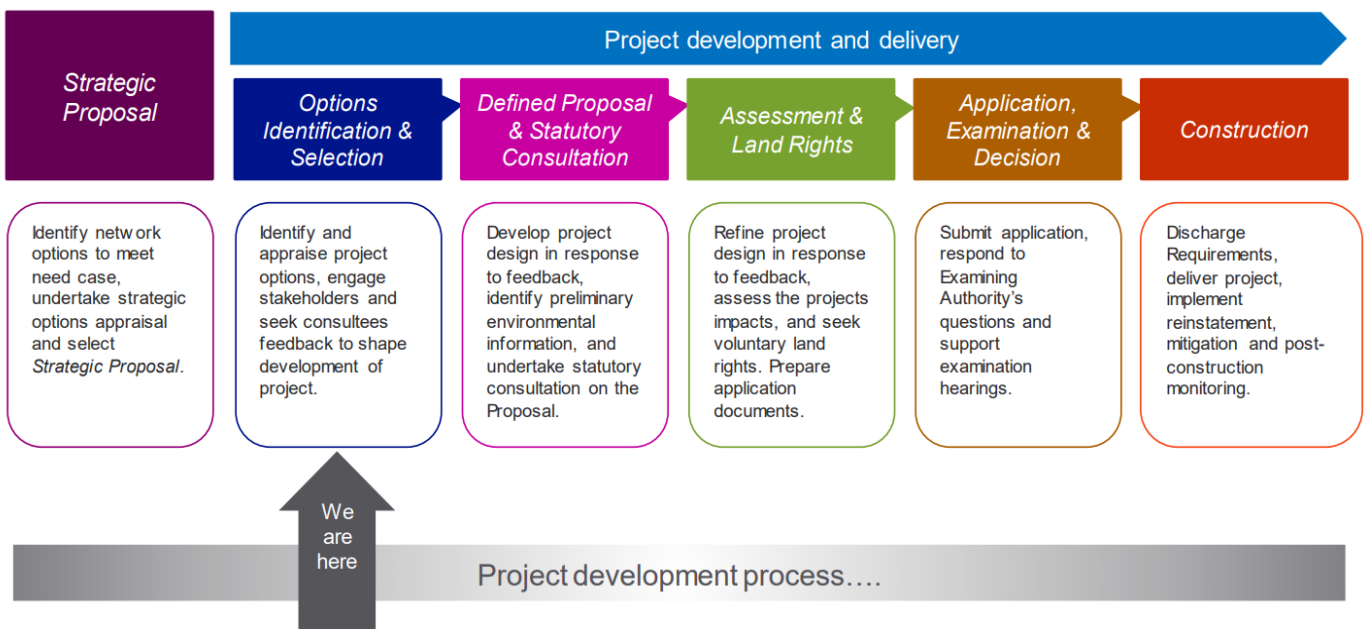 Project development and delivery
Strategic
Proposal
Options
Identification &
Selection
Defined Proposal
& Statutory
Consultation
Assessment &
Land Rights
Application,
Examination &
Decision
Construction
Identify network
options to meet
need case,
undertake strategic
options appraisal
and select
Strategic Proposal.
Identify and
appraise project
options, engage
stakeholders and
seek consultees
feedback to shape
development of
project.
Develop project
design in response
to feedback,
identify preliminary
environmental
information, and
undertake statutory
consultation on the
Proposal.
Refine project
design in response
to feedback,
assess the projects
impacts, and seek
voluntary land
rights. Prepare
application
documents.
Submit application,
respond to
Examining
Authority's
questions and
support
examination
hearings.
Discharge
Requirements,
deliver project,
implement
reinstatement,
mitigation and post-
construction
monitoring.
We
are
here
Project development process....